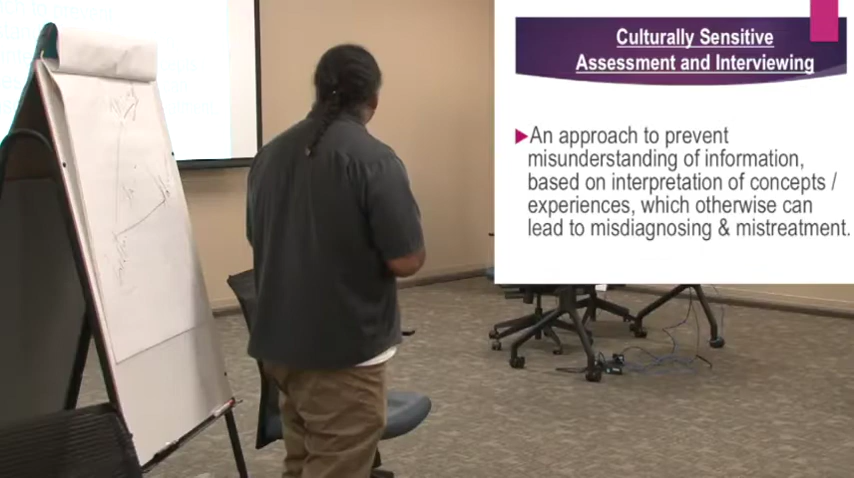 Culturally Sensitive
Assessment and Interviewing
An approach to prevent
misunderstanding of information,
based on interpretation of concepts /
experiences, which otherwise can
lead to misdiagnosing & mistreatment.